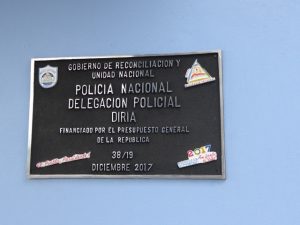 GOBIERNO DE RECONCILIACION Y
UNIDAD NACIONAL
POLICIA NACIONAL
DELEGACION POLICIAL
DIRIA
FINANCIADO POR EL PRESUPUESTO GENERAL
DE LA REPUBLICA
38/19
DICIEMBRE 2017
2017